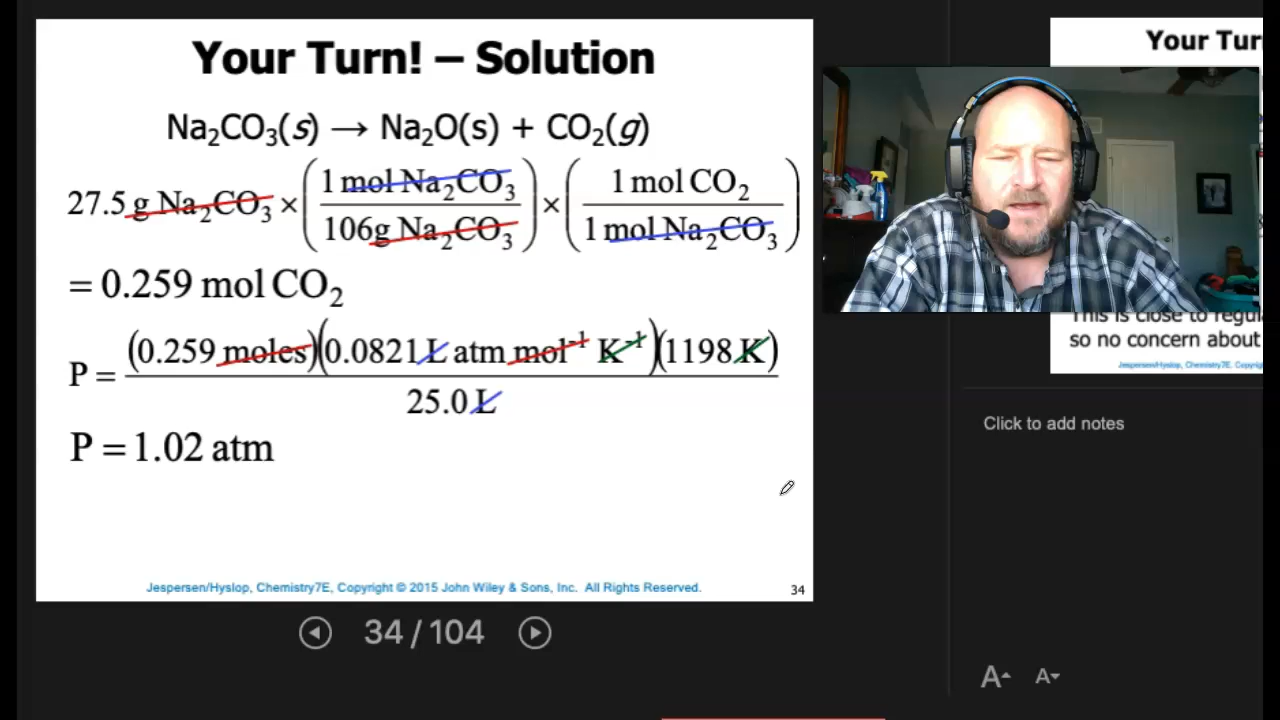 Your Turn! – Solution
Na₂CO₃(s) → Na₂O(s) + CO₂(g)
27.5 g Na₂CO₃ × (1 mol Na₂CO₃ / 106g Na₂CO₃) × (1 mol CO₂ / 1 mol Na₂CO₃)
= 0.259 mol CO₂
P = (0.259 moles)(0.0821 L atm mol⁻¹ K⁻¹)(1198 K) / 25.0 L
P = 1.02 atm
Jespersen/Hyslop, Chemistry7E, Copyright © 2015 John Wiley & Sons, Inc. All Rights Reserved.
34
34 / 104
Your
This is close to
so no concern about
Jespersen/Hyslop, Chemistry7E,
Click to add notes
A A